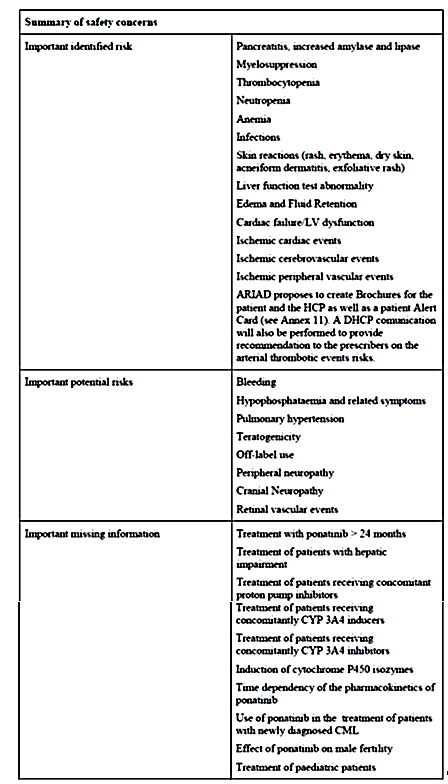 Summary of safety concerns
Important identified risk
Pancreatitis, increased amylase and lipase
Myelosuppression
Thrombocytopenia
Neutropenia
Anemia
Infections
Skin reactions (rash, erythema, dry skin,
acneiform dermatitis, exfoliative rash)
Liver function test abnormality
Edema and Fluid Retention
Cardiac failure/LV dysfunction
Ischemic cardiac events
Ischemic cerebrovascular events
Ischemic peripheral vascular events
ARIAD proposes to create Brochures for the
patient and the HCP as well as a patient Alert
Card (see Annex 11). A DHCP comunication
will also be performed to provide
recommendation to the prescribers on the
arterial thrombotic events risks.
Important potential risks
Bleeding
Hypophosphataemia and related symptoms
Pulmonary hypertension
Teratogenicity
Off-label use
Peripheral neuropathy
Cranial Neuropathy
Retinal vascular events
Important missing information
Treatment with ponatinib > 24 months
Treatment of patients with hepatic
impairment
Treatment of patients receiving concomitant
proton pump inhibitors
Treatment of patients receiving
concomitantly CYP 3A4 inducers
Treatment of patients receiving
concomitantly CYP 3A4 inhibitors
Induction of cytochrome P450 isozymes
Time dependency of the pharmacokinetics of
ponatinib
Use of ponatinib in the treatment of patients
with newly diagnosed CML
Effect of ponatinib on male fertility
Treatment of paediatric patients